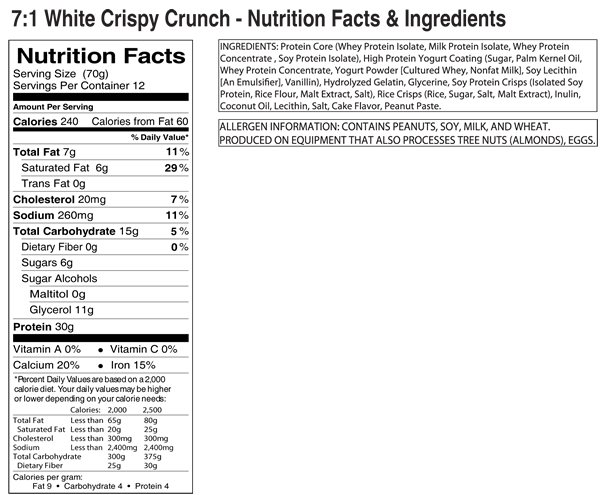 7:1 White Crispy Crunch - Nutrition Facts & Ingredients
Nutrition Facts
Serving Size (70g)
Servings Per Container 12
Amount Per Serving
Calories 240 Calories from Fat 60
% Daily Value*
Total Fat 7g 11%
Saturated Fat 6g 29%
Trans Fat 0g
Cholesterol 20mg 7%
Sodium 260mg 11%
Total Carbohydrate 15g 5%
Dietary Fiber 0g 0%
Sugars 6g
Sugar Alcohols
Maltitol 0g
Glycerol 11g
Protein 30g
Vitamin A 0% • Vitamin C 0%
Calcium 20% • Iron 15%
*Percent Daily Values are based on a 2,000
calorie diet. Your daily values may be higher
or lower depending on your calorie needs:
Calories: 2,000 2,500
Total Fat Less than 65g 80g
Saturated Fat Less than 20g 25g
Cholesterol Less than 300mg 300mg
Sodium Less than 2,400mg 2,400mg
Total Carbohydrate 300g 375g
Dietary Fiber 25g 30g
Calories per gram:
Fat 9 • Carbohydrate 4 • Protein 4
INGREDIENTS: Protein Core (Whey Protein Isolate, Milk Protein Isolate, Whey Protein
Concentrate , Soy Protein Isolate), High Protein Yogurt Coating (Sugar, Palm Kernel Oil,
Whey Protein Concentrate, Yogurt Powder [Cultured Whey, Nonfat Milk], Soy Lecithin
[An Emulsifier], Vanillin), Hydrolyzed Gelatin, Glycerine, Soy Protein Crisps (Isolated Soy
Protein, Rice Flour, Malt Extract, Salt), Rice Crisps (Rice, Sugar, Salt, Malt Extract), Inulin,
Coconut Oil, Lecithin, Salt, Cake Flavor, Peanut Paste.
ALLERGEN INFORMATION: CONTAINS PEANUTS, SOY, MILK, AND WHEAT.
PRODUCED ON EQUIPMENT THAT ALSO PROCESSES TREE NUTS (ALMONDS), EGGS.